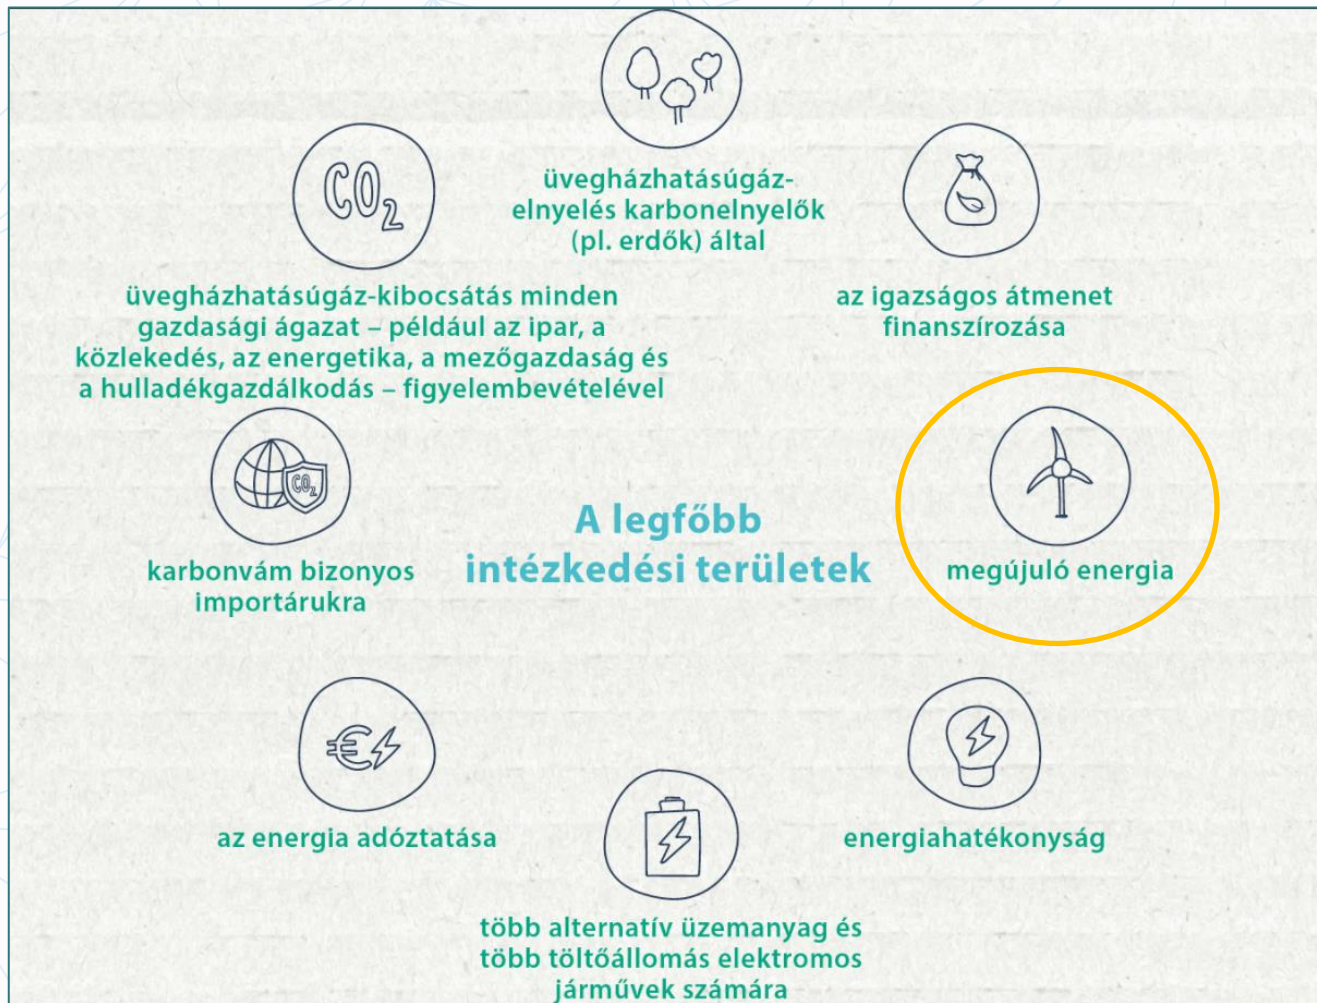 üvegházhatásúgáz-
elnyelés karbonelnyelők
(pl. erdők) által
CO₂
üvegházhatásúgáz-kibocsátás minden
gazdasági ágazat – például az ipar, a
közlekedés, az energetika, a mezőgazdaság és
a hulladékgazdálkodás – figyelembevételével
az igazságos átmenet
finanszírozása
CO₂
karbonvám bizonyos
importárukra
A legfőbb
intézkedési területek
megújuló energia
€
az energia adóztatása
energiahatékonyság
több alternatív üzemanyag és
több töltőállomás elektromos
járművek számára